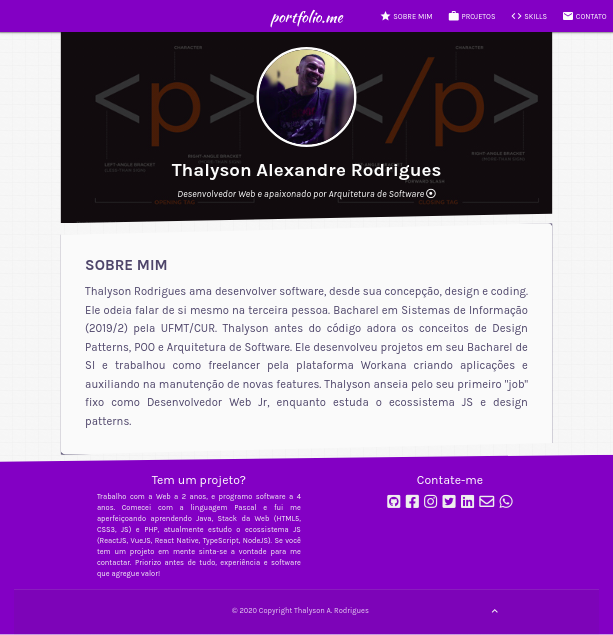 portfolio.me
SOBRE MIM
PROJETOS
SKILLS
CONTATO
CHARACTER
CHARACTER
<p>
</p>
LEFT-ANGLE BRACKET
RIGHT-ANGLE BRACKET
RIGHT-ANGLE BRACKET
OPENING TAG
CLOSING TAG
Thalyson Alexandre Rodrigues
Desenvolvedor Web e apaixonado por Arquitetura de Software
SOBRE MIM
Thalyson Rodrigues ama desenvolver software, desde sua concepção, design e coding.
Ele odeia falar de si mesmo na terceira pessoa. Bacharel em Sistemas de Informação
(2019/2) pela UFMT/CUR. Thalyson antes do código adora os conceitos de Design
Patterns, POO e Arquitetura de Software. Ele desenvolveu projetos em seu Bacharel de
SI e trabalhou como freelancer pela plataforma Workana criando aplicações e
auxiliando na manutenção de novas features. Thalyson anseia pelo seu primeiro "job"
fixo como Desenvolvedor Web Jr, enquanto estuda o ecossistema JS e design
patterns.
Tem um projeto?
Trabalho com a Web a 2 anos, e programo software a 4
anos. Comecei com a linguagem Pascal e fui me
aperfeiçoando aprendendo Java, Stack da Web (HTML5,
CSS3, JS) e PHP, atualmente estudo o ecossistema JS
(ReactJS, VueJS, React Native, TypeScript, NodeJS). Se você
tem um projeto em mente sinta-se a vontade para me
contactar. Priorizo antes de tudo, experiência e software
que agregue valor!
Contate-me
© 2020 Copyright Thalyson A. Rodrigues